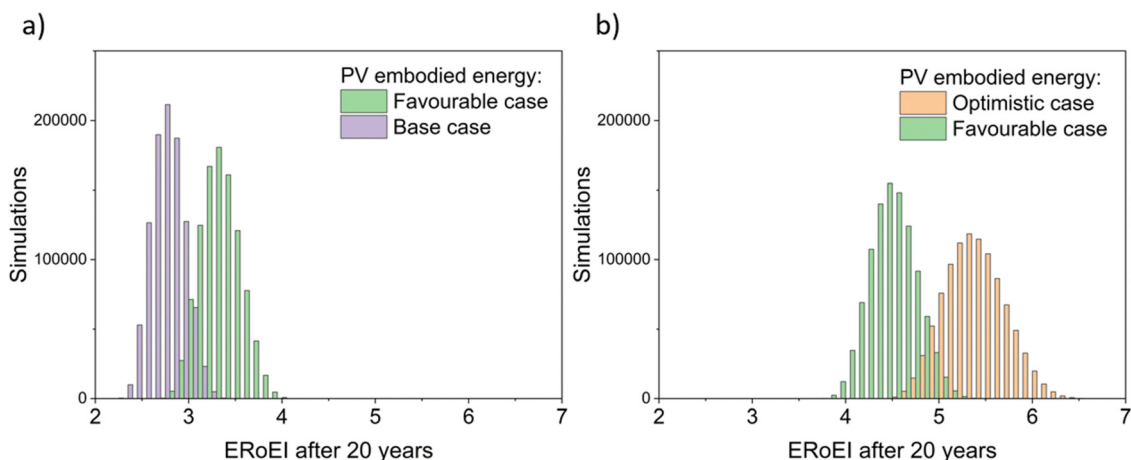 a)
PV embodied energy:
Favourable case
Base case
200000
100000
0
Simulations
2 3 4 5 6 7
ERoEI after 20 years
b)
PV embodied energy:
Optimistic case
Favourable case
200000
100000
0
Simulations
2 3 4 5 6 7
ERoEI after 20 years